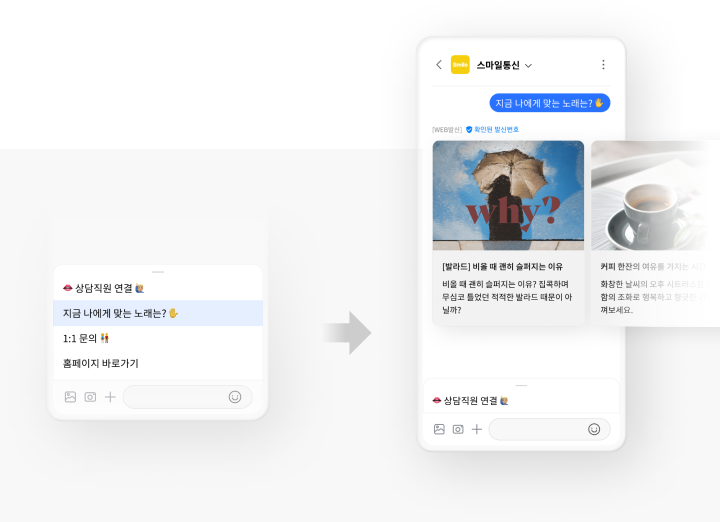 상담직원 연결
지금 나에게 맞는 노래는?
1:1 문의
홈페이지 바로가기
Smile
스마일통신
지금 나에게 맞는 노래는?
[WEB발신] 확인된 발신번호
why?
[발라드] 비올 때 괜히 슬퍼지는 이유
비올 때 괜히 슬퍼지는 이유? 집콕하며
무심코 틀었던 적적한 발라드 때문이 아
닐까?
커피 한잔의 여유를 가지는
화창한 날씨의 오후 시트러스
함의 조화로 행복하고
껴보세요.
상담직원 연결